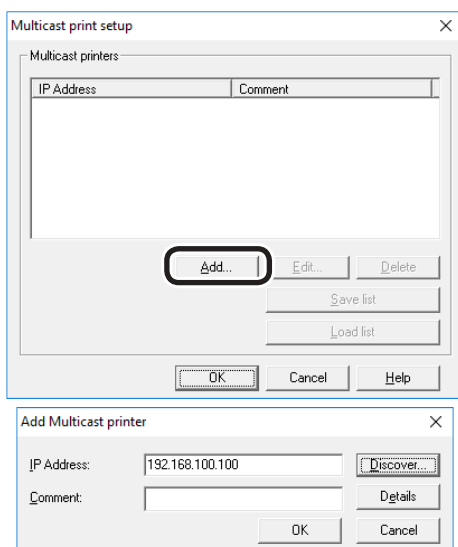 Multicast print setup
Multicast printers
IP Address Comment
Add... Edit... Delete
Save list
Load list
OK Cancel Help
Add Multicast printer
IP Address: 192.168.100.100 Discover...
Comment: Details
OK Cancel